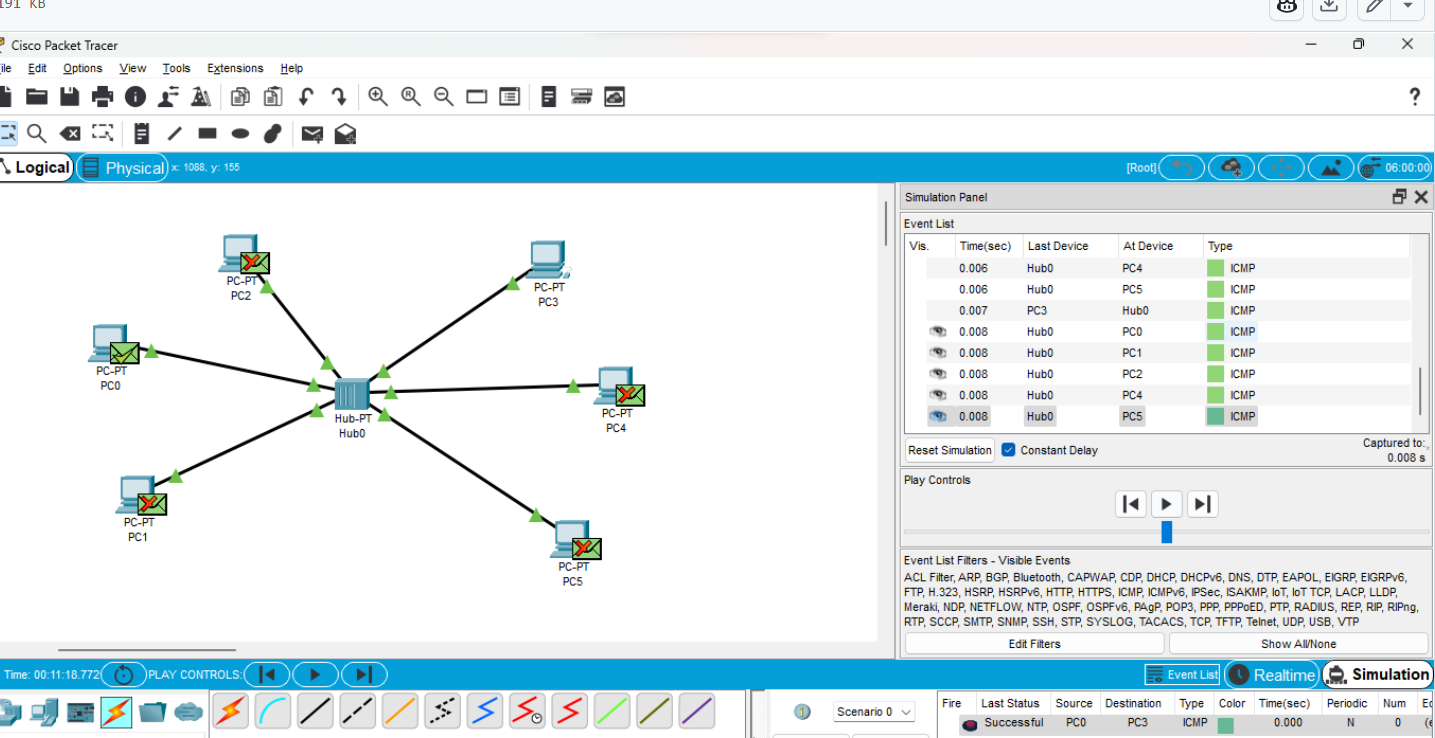 191 KB
Cisco Packet Tracer
File Edit Options View Tools Extensions Help
?
Logical Physical x: 1088, y: 155 [Root] 06:00:00
Simulation Panel
Event List
Vis. Time(sec) Last Device At Device Type
0.006 Hub0 PC4 ICMP
0.006 Hub0 PC5 ICMP
0.007 PC3 Hub0 ICMP
0.008 Hub0 PC0 ICMP
0.008 Hub0 PC1 ICMP
0.008 Hub0 PC2 ICMP
0.008 Hub0 PC4 ICMP
0.008 Hub0 PC5 ICMP
Reset Simulation Constant Delay
Captured to:
0.008 s
Play Controls
Event List Filters - Visible Events
ACL Filter, ARP, BGP, Bluetooth, CAPWAP, CDP, DHCP, DHCPv6, DNS, DTP, EAPOL, EIGRP, EIGRPv6,
FTP, H.323, HSRP, HSRPv6, HTTP, HTTPS, ICMP, ICMPv6, IPSec, ISAKMP, IoT, IoT TCP, LACP, LLDP,
Meraki, NDP, NETFLOW, NTP, OSPF, OSPFv6, PAgP, POP3, PPP, PPPoED, PTP, RADIUS, REP, RIP, RIPng,
RTP, SCCP, SMTP, SNMP, SSH, STP, SYSLOG, TACACS, TCP, TFTP, Telnet, UDP, USB, VTP
Edit Filters Show All/None
PC-PT
PC2
PC-PT
PC3
PC-PT
PC0
PC-PT
PC4
Hub-PT
Hub0
PC-PT
PC1
PC-PT
PC5
Time: 00:11:18.772 PLAY CONTROLS: Event List Realtime Simulation
Scenario 0
Fire Last Status Source Destination Type Color Time(sec) Periodic Num
Successful PC0 PC3 ICMP 0.000 N 0